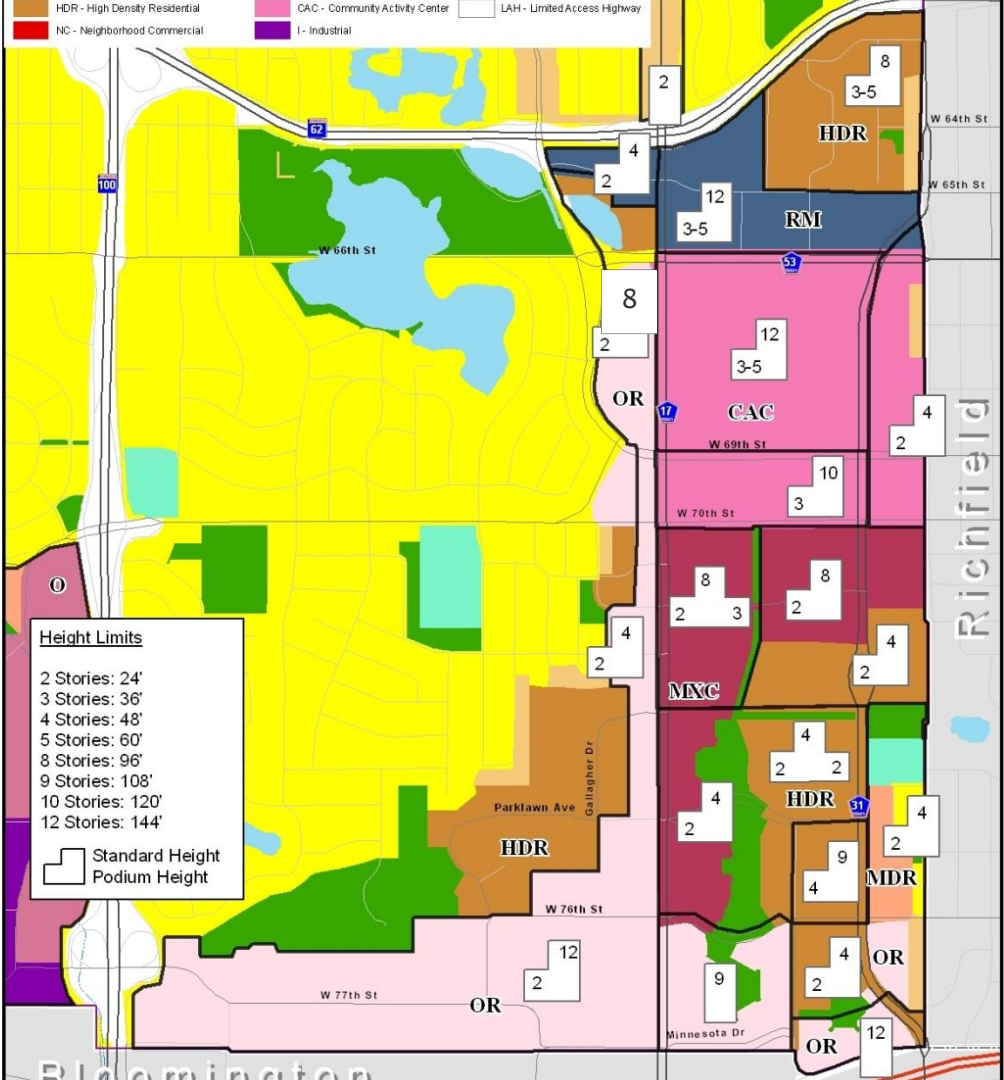 HDR - High Density Residential
CAC - Community Activity Center
LAH - Limited Access Highway
NC - Neighborhood Commercial
I - Industrial
8
3-5
2
HDR
W 64th St
62
4
2
100
W 65th St
12
3-5
RM
W 66th St
53
8
2
12
3-5
OR
17
CAC
4
2
W 69th St
10
3
W 70th St
Richfield
O
8
2
3
8
2
Height Limits
2 Stories: 24'
3 Stories: 36'
4 Stories: 48'
5 Stories: 60'
8 Stories: 96'
9 Stories: 108'
10 Stories: 120'
12 Stories: 144'
Standard Height
Podium Height
4
2
4
2
MXC
Gallagher Dr
4
2
2
4
2
HDR
31
Parklawn Ave
4
2
HDR
9
4
MDR
W 76th St
12
2
4
2
OR
9
W 77th St
OR
Minnesota Dr
12
OR
Bloomington